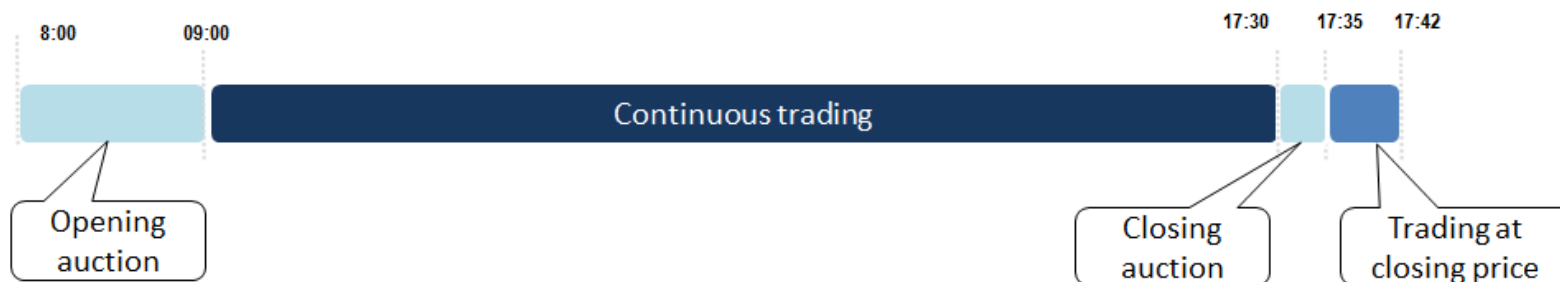 8:00
09:00
17:30
17:35
17:42
Continuous trading
Opening
auction
Closing
auction
Trading at
closing price